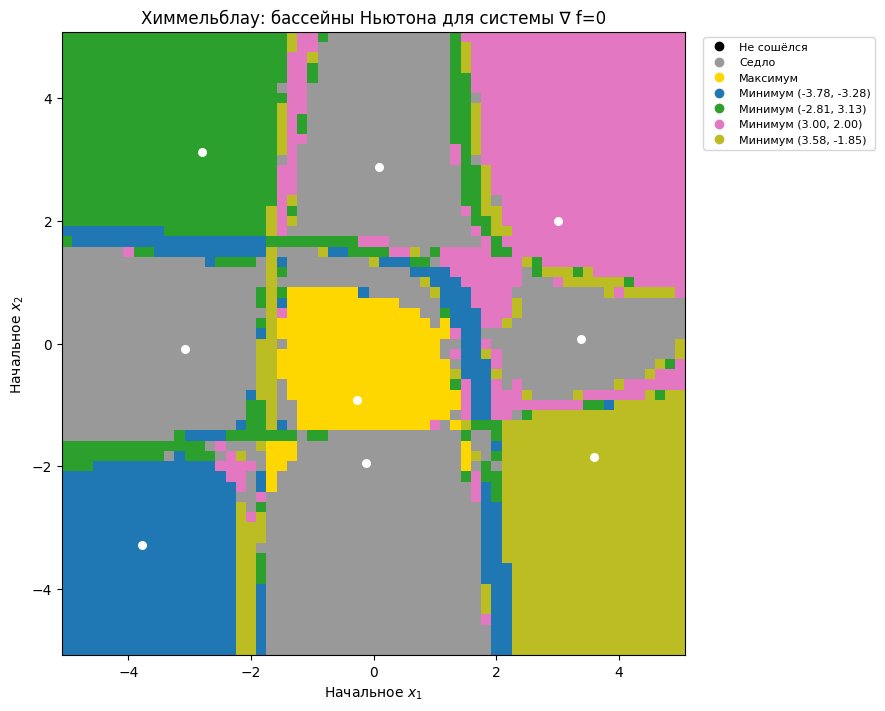 Химмельблау: бассейны Ньютона для системы ∇ f=0
Не сошёлся
Седло
Максимум
Минимум (-3.78, -3.28)
Минимум (-2.81, 3.13)
Минимум (3.00, 2.00)
Минимум (3.58, -1.85)
4
2
0
−2
−4
Начальное x₂
−4
−2
0
2
4
Начальное x₁